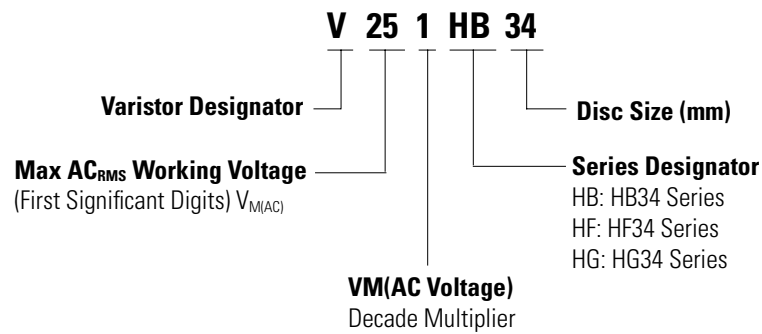 V 25 1 HB 34
Varistor Designator
Disc Size (mm)
Max ACRMS Working Voltage
(First Significant Digits) VM(AC)
Series Designator
HB: HB34 Series
HF: HF34 Series
HG: HG34 Series
VM(AC Voltage)
Decade Multiplier